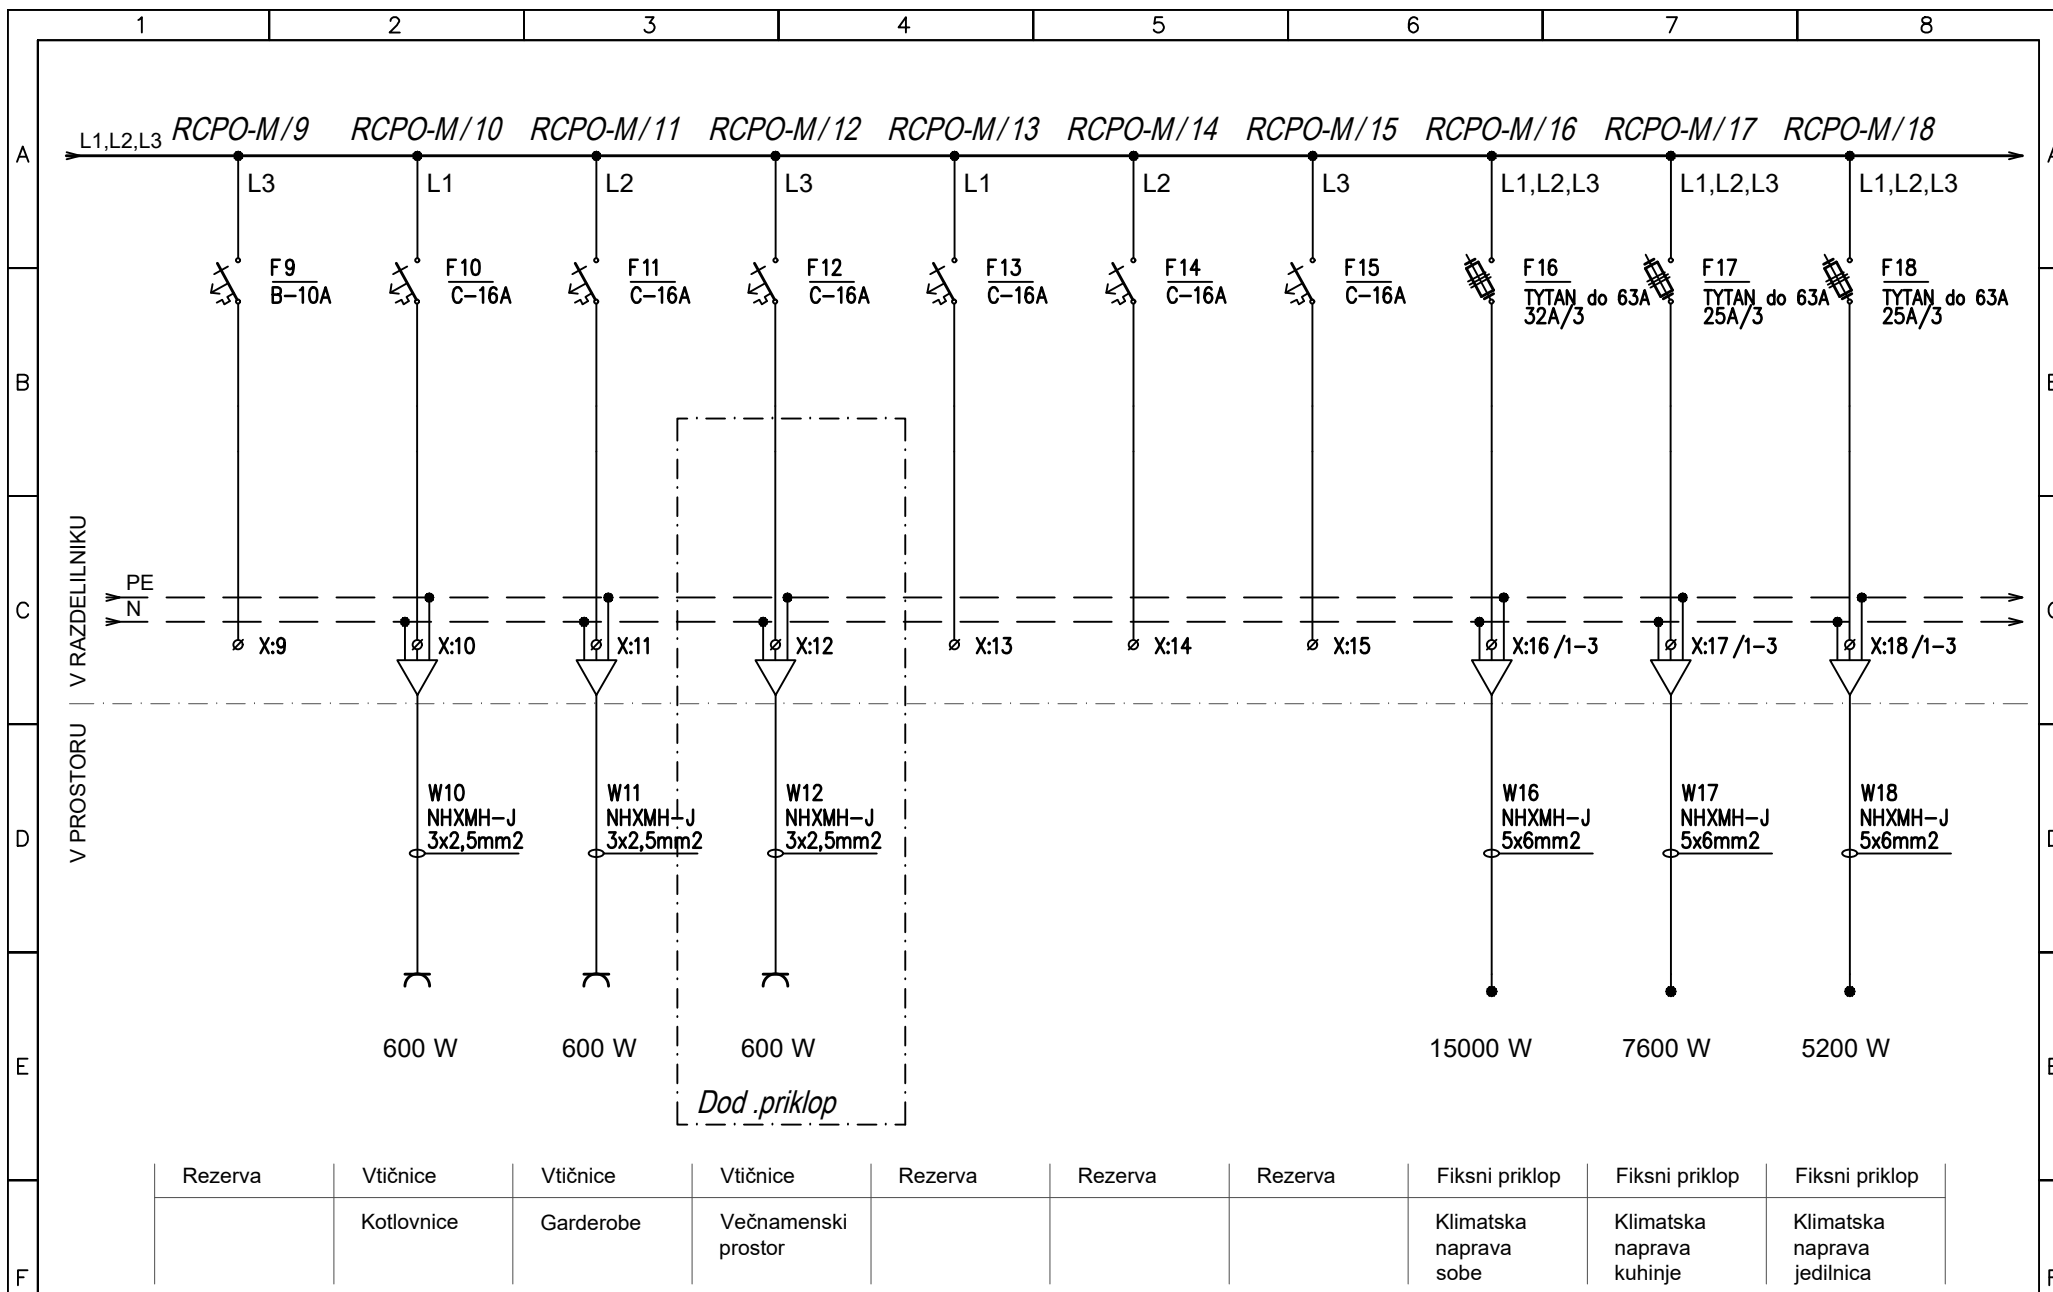 1 2 3 4 5 6 7 8
RCPO-M/9 RCPO-M/10 RCPO-M/11 RCPO-M/12 RCPO-M/13 RCPO-M/14 RCPO-M/15 RCPO-M/16 RCPO-M/17 RCPO-M/18
L1,L2,L3
A A
L3 L1 L2 L3 L1 L2 L3 L1,L2,L3 L1,L2,L3 L1,L2,L3
F9 F10 F11 F12 F13 F14 F15 F16 F17 F18
B-10A C-16A C-16A C-16A C-16A C-16A C-16A TYTAN do 63A TYTAN do 63A TYTAN do 63A
32A/3 25A/3 25A/3
B B
V RAZDELILNIKU
PE
N
C C
X:9 X:10 X:11 X:12 X:13 X:14 X:15 X:16/1-3 X:17/1-3 X:18/1-3
V PROSTORU
W10 W11 W12 W16 W17 W18
NHXMH-J NHXMH-J NHXMH-J NHXMH-J NHXMH-J NHXMH-J
3x2,5mm2 3x2,5mm2 3x2,5mm2 5x6mm2 5x6mm2 5x6mm2
D D
600 W 600 W 600 W 15000 W 7600 W 5200 W
E E
Dod .priklop
Rezerva Vtičnice Vtičnice Vtičnice Rezerva Rezerva Rezerva Fiksni priklop Fiksni priklop Fiksni priklop
Kotlovnice Garderobe Večnamenski Klimatska Klimatska Klimatska
prostor naprava naprava naprava
sobe kuhinje jedilnica
F F